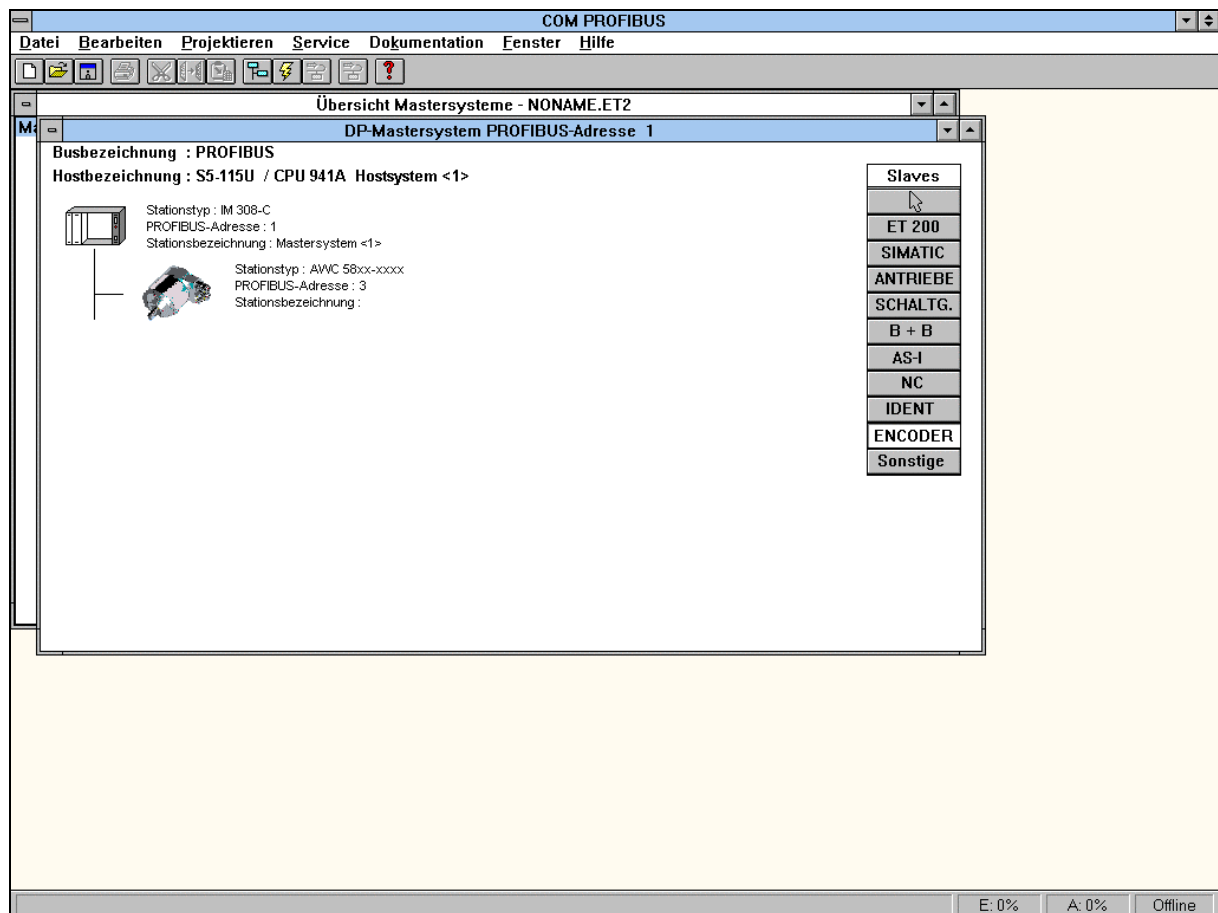 COM PROFIBUS
Datei Bearbeiten Projektieren Service Dokumentation Fenster Hilfe
Übersicht Mastersysteme - NONAME.ET2
DP-Mastersystem PROFIBUS-Adresse 1
Busbezeichnung : PROFIBUS
Hostbezeichnung : S5-115U / CPU 941A Hostsystem <1>
Stationstyp : IM 308-C
PROFIBUS-Adresse : 1
Stationsbezeichnung : Mastersystem <1>
Stationstyp : AWC 58xx-xxxx
PROFIBUS-Adresse : 3
Stationsbezeichnung :
Slaves
ET 200
SIMATIC
ANTRIEBE
SCHALTG.
B + B
AS-I
NC
IDENT
ENCODER
Sonstige
E: 0% A: 0% Offline